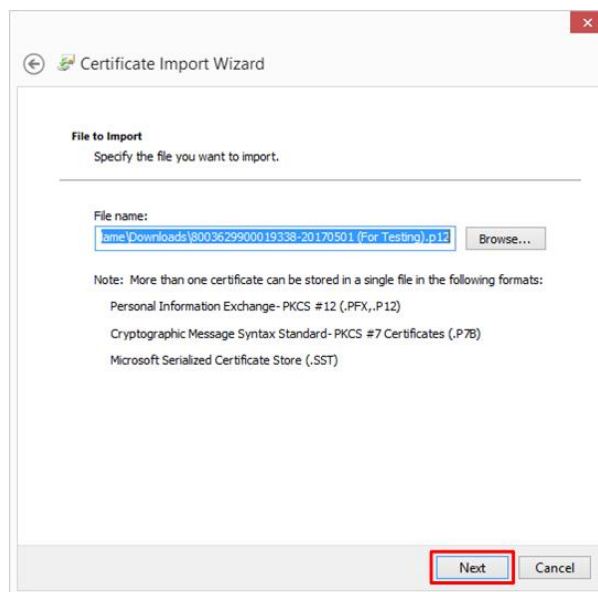 Certificate Import Wizard
File to Import
Specify the file you want to import.
File name:
lame\Downloads\8003629900019338-20170501 (For Testing).p12
Browse...
Note: More than one certificate can be stored in a single file in the following formats:
Personal Information Exchange- PKCS #12 (.PFX,.P12)
Cryptographic Message Syntax Standard- PKCS #7 Certificates (.P7B)
Microsoft Serialized Certificate Store (.SST)
Next
Cancel